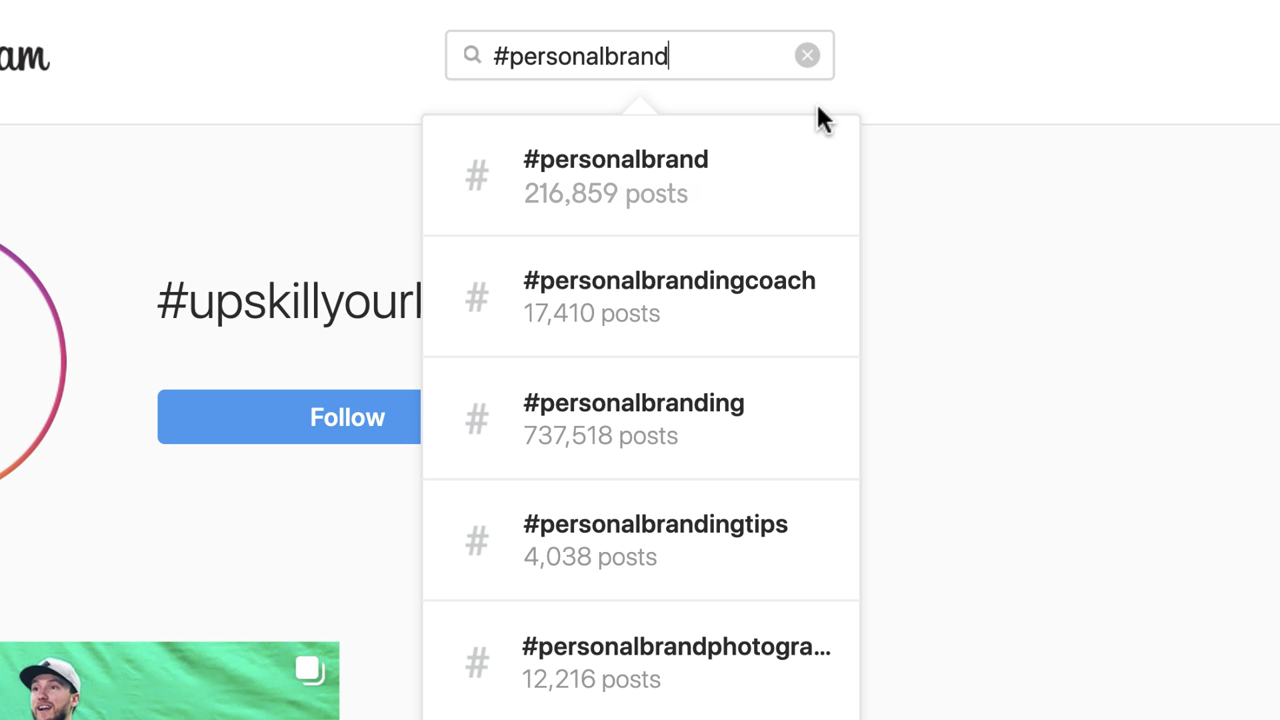 am
#personalbrand
#personalbrand
216,859 posts
#personalbrandingcoach
17,410 posts
#upskillyourl
#personalbranding
737,518 posts
Follow
#personalbrandingtips
4,038 posts
#personalbrandphotogra...
12,216 posts